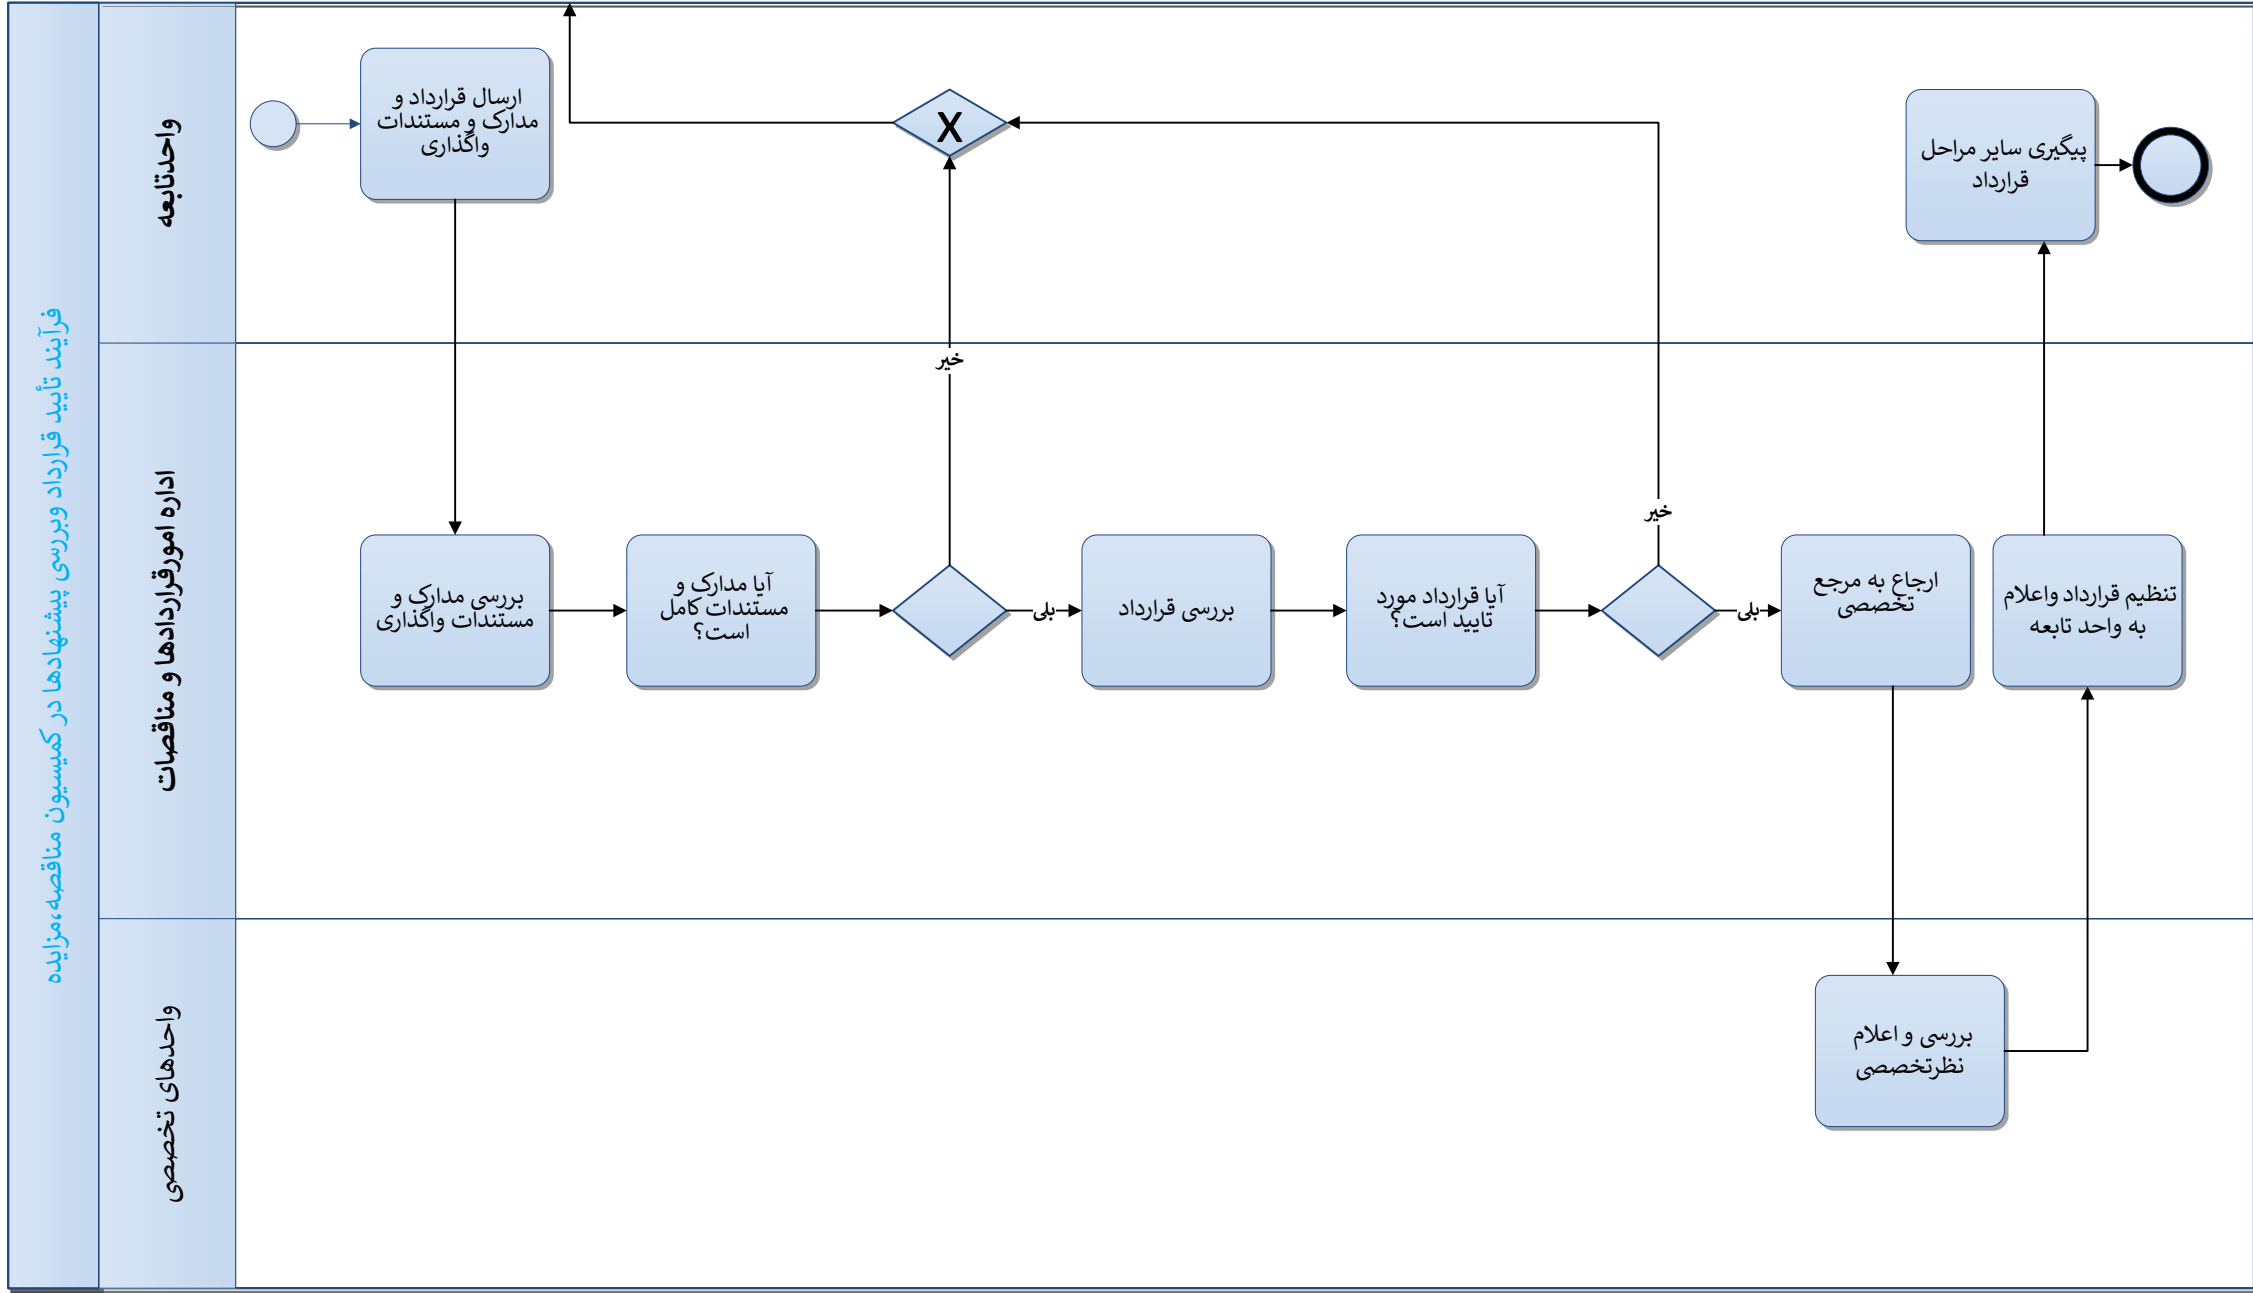 فرآیند تأیید قرارداد وبررسی پیشنهادها در کمیسیون مناقصه،مزایده
واحدتابعه
ارسال قرارداد و
مدارک و مستندات
واگذاری
X
پیگیری سایر مراحل
قرارداد
اداره امورقراردادها و مناقصات
بررسی مدارک و
مستندات واگذاری
آیا مدارک و
مستندات کامل
است؟
خیر
بلی
بررسی قرارداد
آیا قرارداد مورد
تایید است؟
خیر
بلی
ارجاع به مرجع
تخصصی
تنظیم قرارداد واعلام
به واحد تابعه
واحدهای تخصصی
بررسی و اعلام
نظرتخصصی